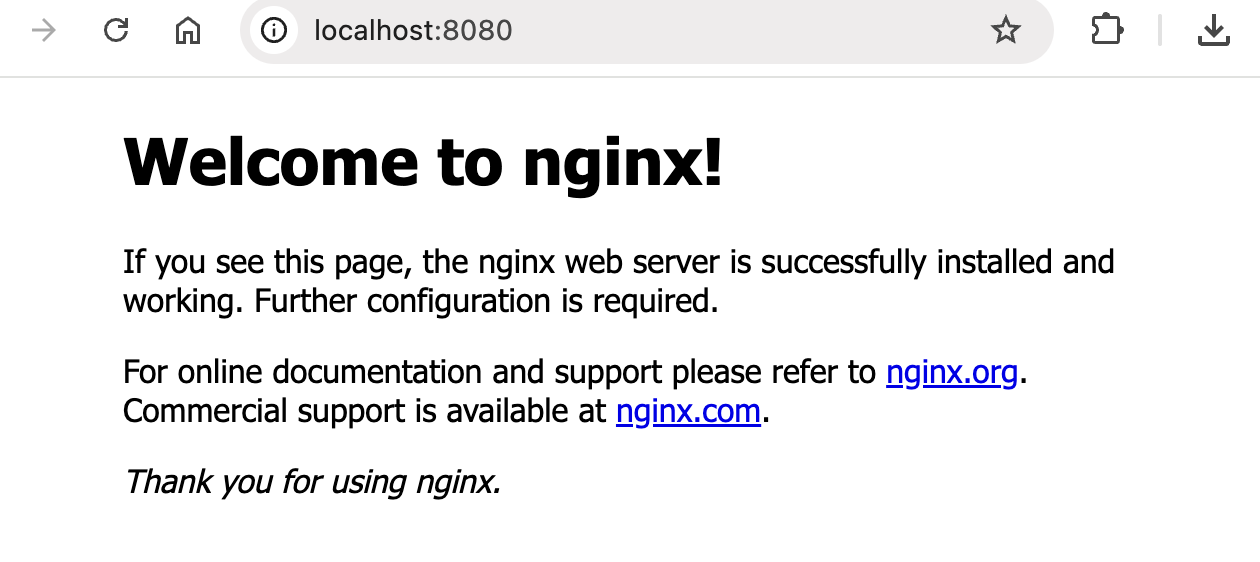 localhost:8080
Welcome to nginx!
If you see this page, the nginx web server is successfully installed and
working. Further configuration is required.
For online documentation and support please refer to nginx.org.
Commercial support is available at nginx.com.
Thank you for using nginx.